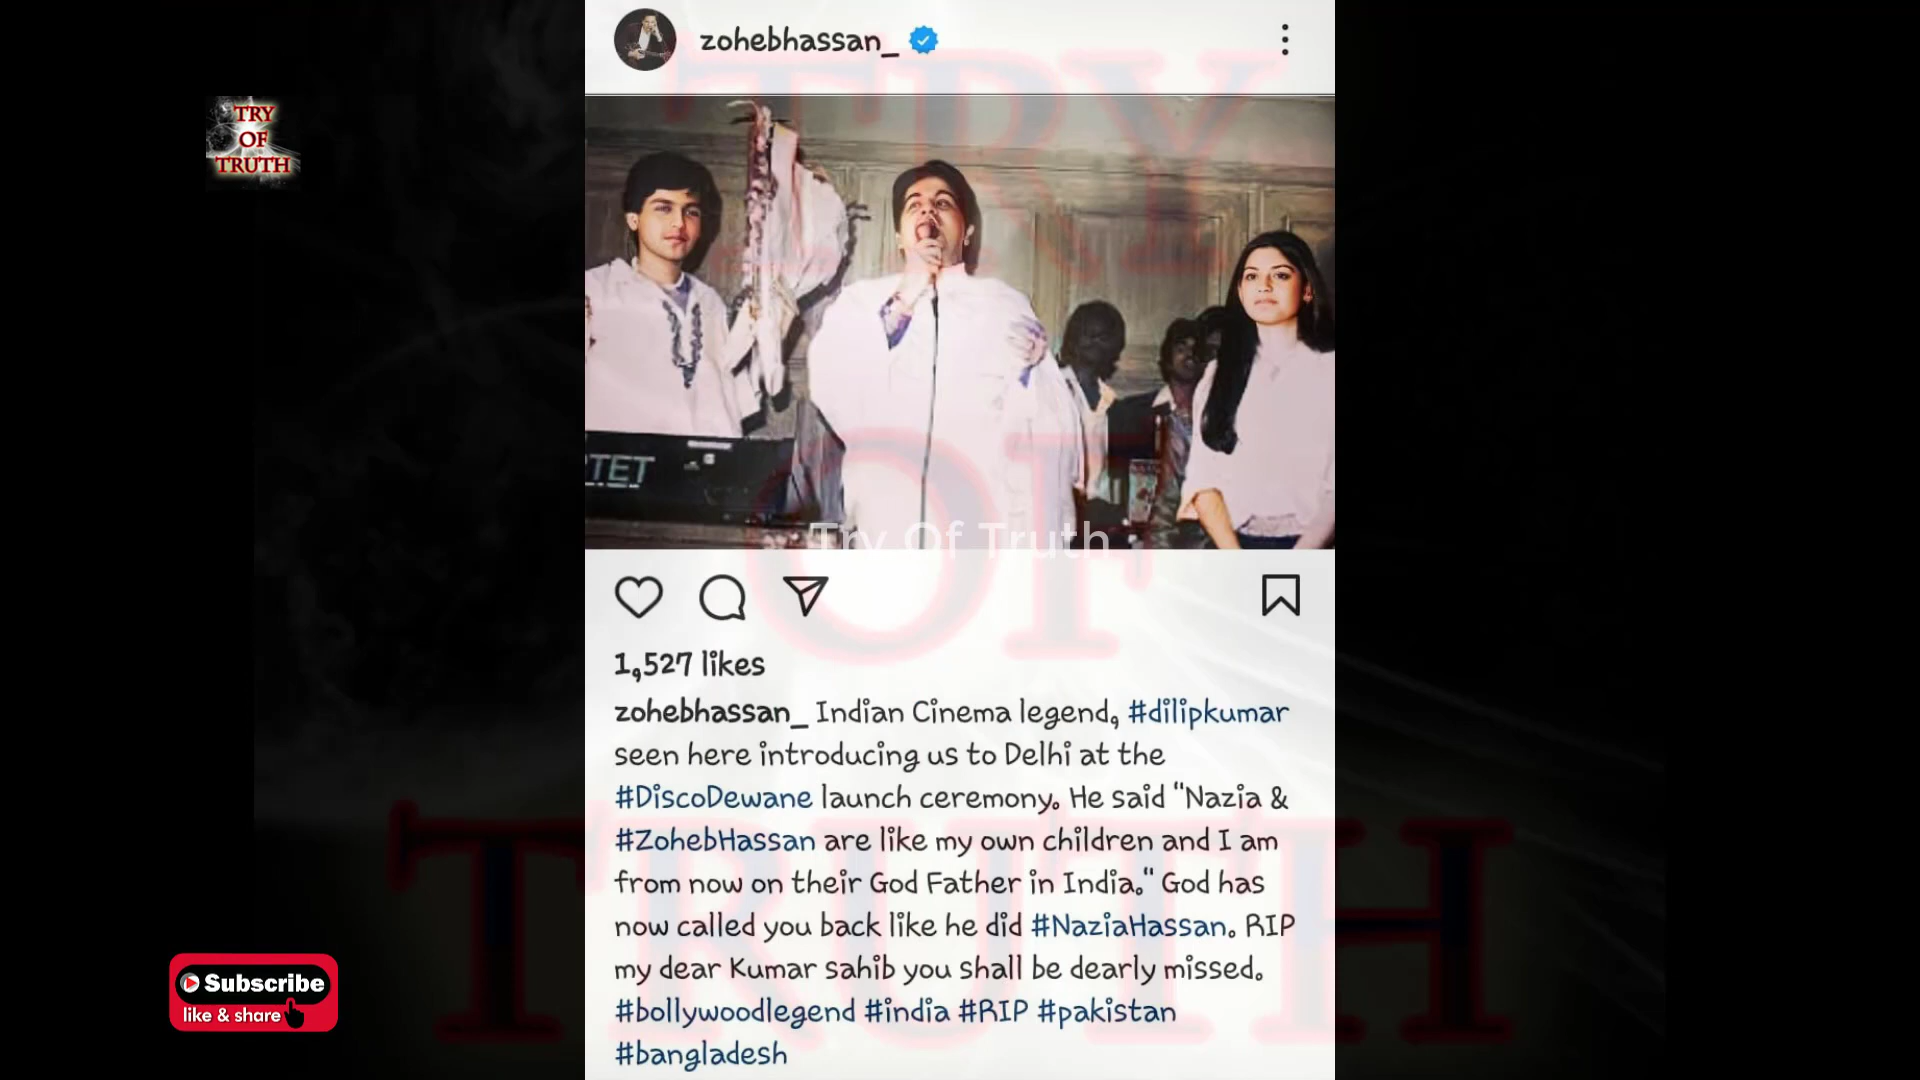 zohebhassan_
TRY
OF
TRUTH
TET
Try Of Truth
1,527 likes
zohebhassan_ Indian Cinema legend, #dilipkumar
seen here introducing us to Delhi at the
#DiscoDewane launch ceremony. He said "Nazia &
#ZohebHassan are like my own children and I am
from now on their God Father in India." God has
now called you back like he did #NaziaHassan. RIP
my dear Kumar sahib you shall be dearly missed.
#bollywoodlegend #india #RIP #pakistan
#bangladesh
Subscribe
like & share
TRY
OF
TRUTH